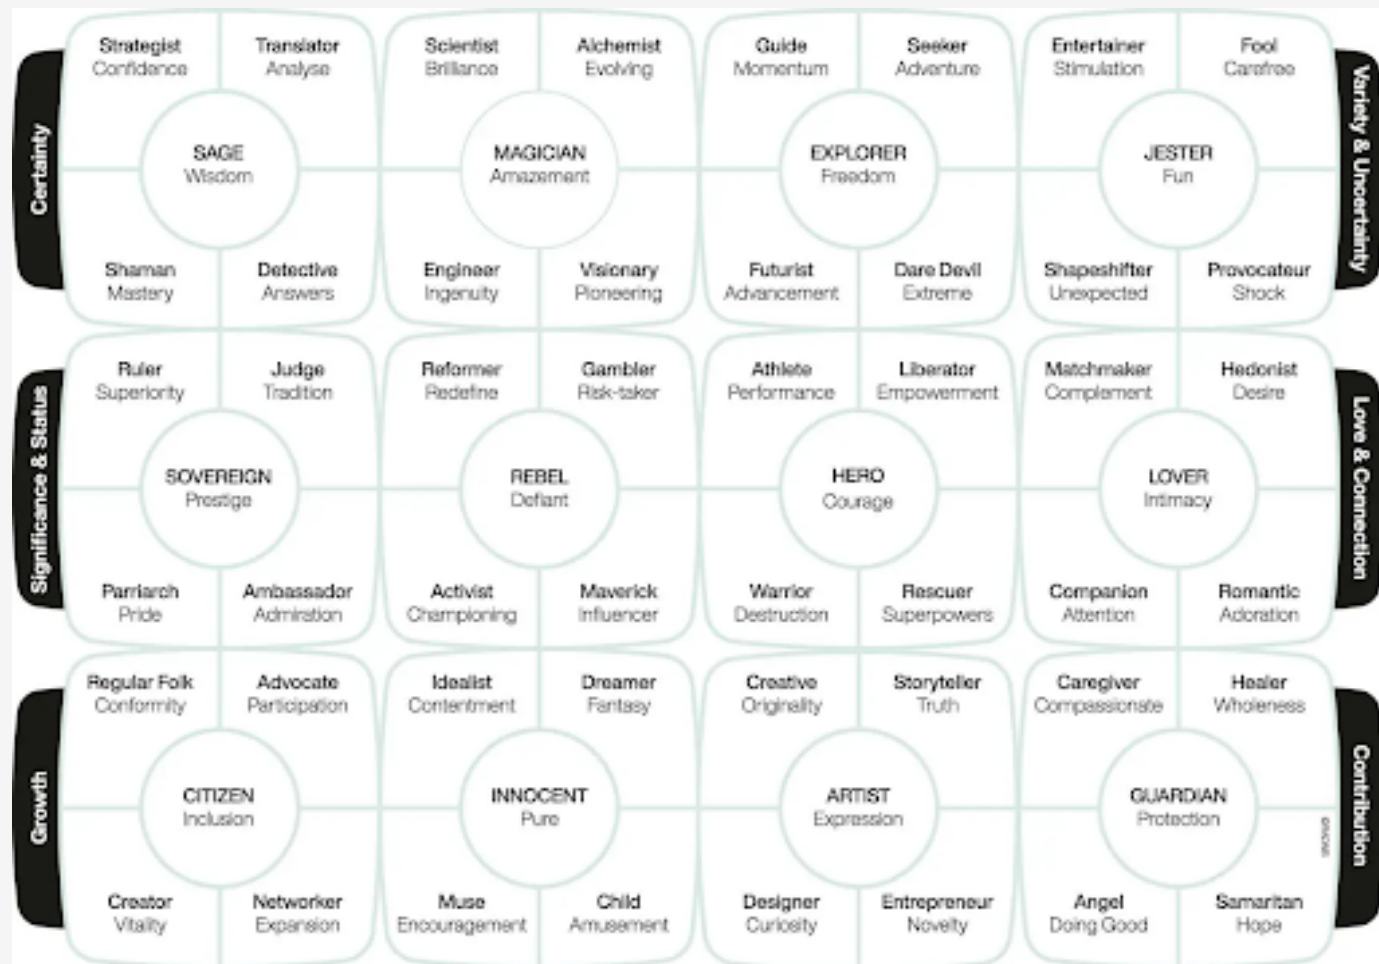 Certainty
Strategist
Confidence
Translator
Analyse
SAGE
Wisdom
Shaman
Mastery
Detective
Answers
Scientist
Brilliance
Alchemist
Evolving
MAGICIAN
Amazement
Engineer
Ingenuity
Visionary
Pioneering
Guide
Momentum
Seeker
Adventure
EXPLORER
Freedom
Futurist
Advancement
Dare Devil
Extreme
Entertainer
Stimulation
Fool
Carefree
JESTER
Fun
Shapeshifter
Unexpected
Provocateur
Shock
Variety & Uncertainty
Significance & Status
Ruler
Superiority
Judge
Tradition
SOVEREIGN
Prestige
Parriarch
Pride
Ambassador
Admiration
Reformer
Redefine
Gambler
Risk-taker
REBEL
Defiant
Activist
Championing
Maverick
Influencer
Athlete
Performance
Liberator
Empowerment
HERO
Courage
Warrior
Destruction
Rescuer
Superpowers
Matchmaker
Complement
Hedonist
Desire
LOVER
Intimacy
Companion
Attention
Romantic
Adoration
Love & Connection
Growth
Regular Folk
Conformity
Advocate
Participation
CITIZEN
Inclusion
Creator
Vitality
Networker
Expansion
Idealist
Contentment
Dreamer
Fantasy
INNOCENT
Pure
Muse
Encouragement
Child
Amusement
Creative
Originality
Storyteller
Truth
ARTIST
Expression
Designer
Curiosity
Entrepreneur
Novelty
Caregiver
Compassionate
Healer
Wholeness
GUARDIAN
Protection
Angel
Doing Good
Samaritan
Hope
Contribution